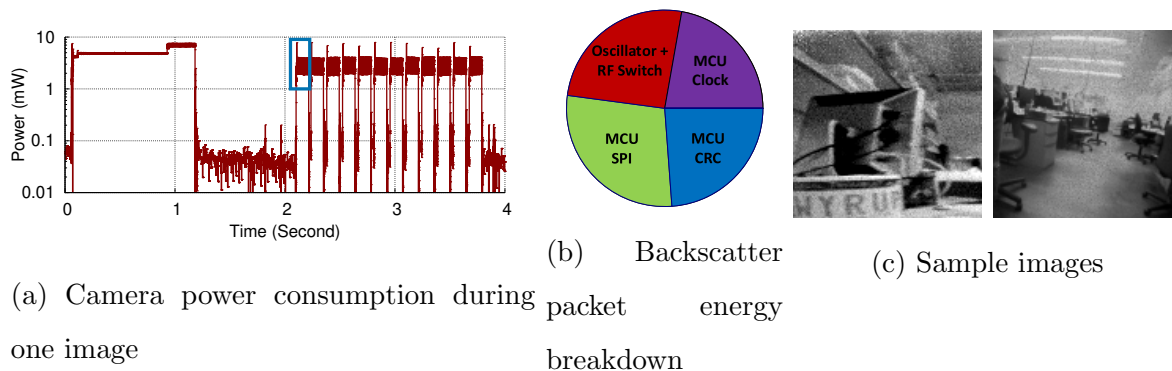 10
1
0.1
0.01
Power (mW)
0
1
2
3
4
Time (Second)
(a) Camera power consumption during
one image
Oscillator +
RF Switch
MCU
Clock
MCU
SPI
MCU
CRC
(b) Backscatter
packet energy
breakdown
WYRU
(c) Sample images